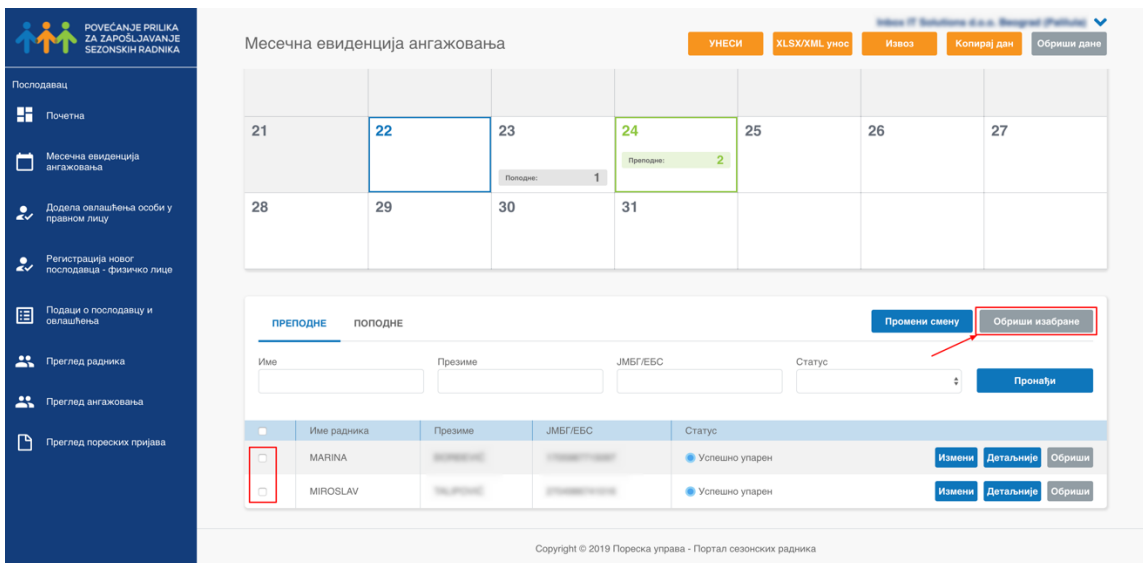 POVEĆANJE PRILIKA
ZA ZAPOŠLJAVANJE
SEZONSKIH RADNIKA
Месечна евиденција ангажовања
УНЕСИ
XLSX/XML унос
Извоз
Копирај дан
Обриши дане
Послодавац
Почетна
Месечна евиденција
ангажовања
Додела овлашћења особи у
правном лицу
Регистрација новог
послодавца - физичко лице
Подаци о послодавцу и
овлашћења
Преглед радника
Преглед ангажовања
Преглед пореских пријава
21 22 23 24 25 26 27
Поподне: 1
Преподне: 2
28 29 30 31
ПРЕПОДНЕ ПОПОДНЕ
Промени смену
Обриши изабране
Име Презиме ЈМБГ/ЕБС Статус
Пронађи
Име радника Презиме ЈМБГ/ЕБС Статус
MARINA Успешно упарен Измени Детаљније Обриши
MIROSLAV Успешно упарен Измени Детаљније Обриши
Copyright © 2019 Пореска управа - Портал сезонских радника